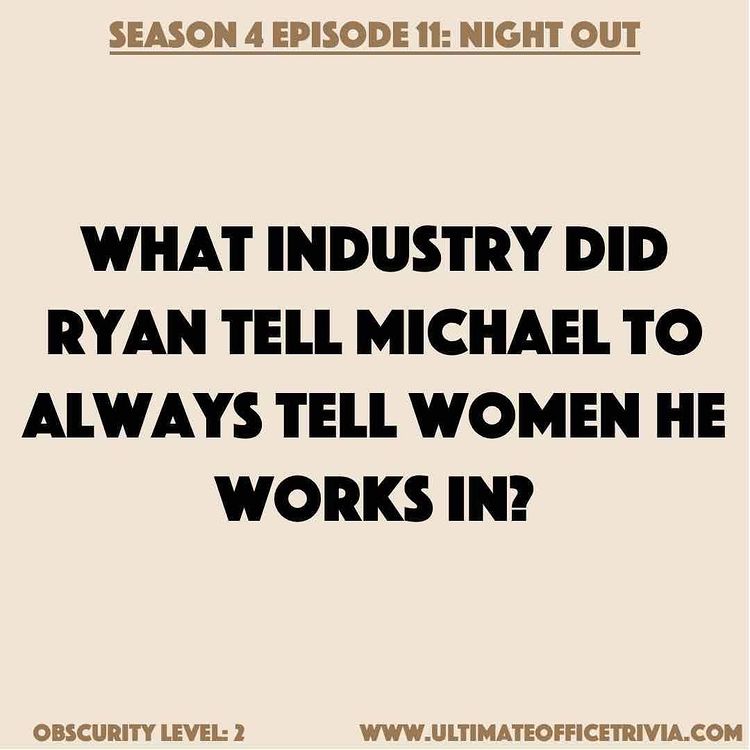 SEASON 4 EPISODE 11: NIGHT OUT
WHAT INDUSTRY DID
RYAN TELL MICHAEL TO
ALWAYS TELL WOMEN HE
WORKS IN?
OBSCURITY LEVEL: 2
WWW.ULTIMATEOFFICETRIVIA.COM